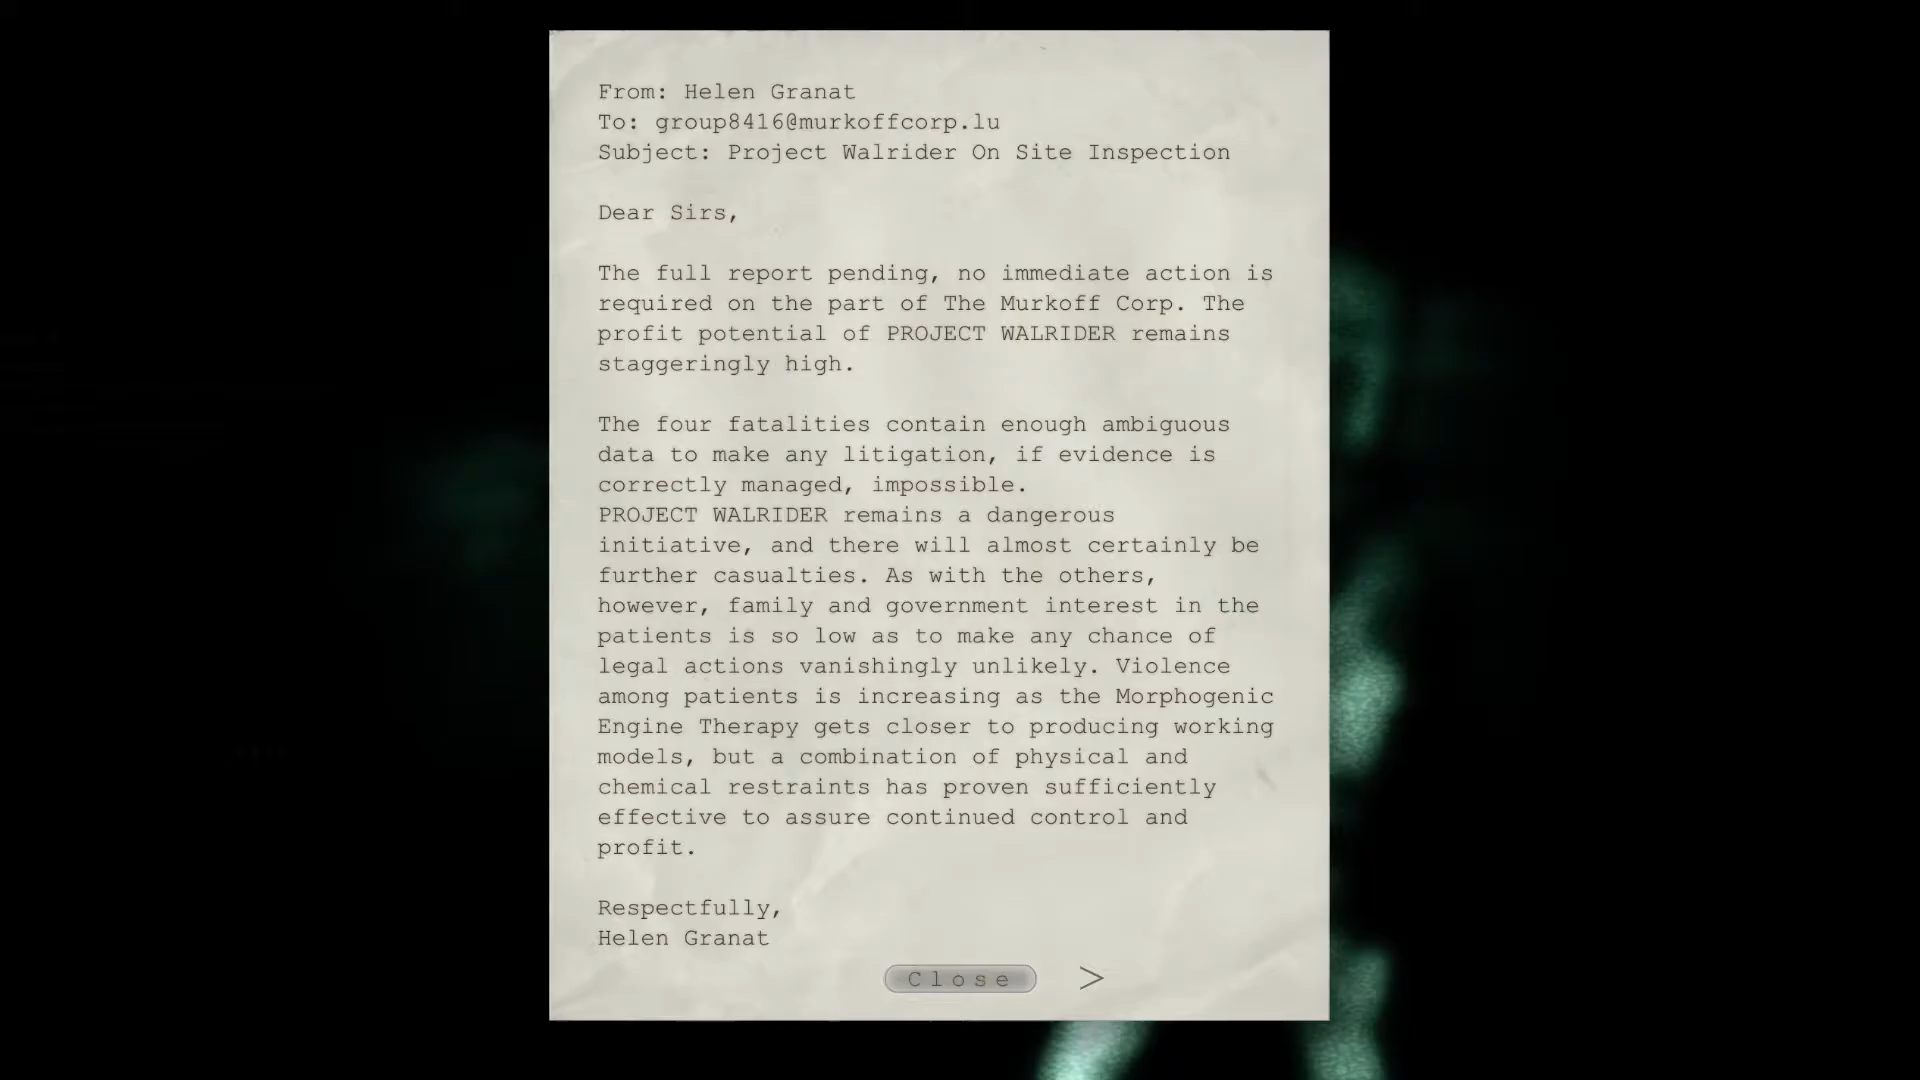 From: Helen Granat
To: group8416@murkoffcorp.lu
Subject: Project Walrider On Site Inspection
Dear Sirs,
The full report pending, no immediate action is
required on the part of The Murkoff Corp. The
profit potential of PROJECT WALRIDER remains
staggeringly high.
The four fatalities contain enough ambiguous
data to make any litigation, if evidence is
correctly managed, impossible.
PROJECT WALRIDER remains a dangerous
initiative, and there will almost certainly be
further casualties. As with the others,
however, family and government interest in the
patients is so low as to make any chance of
legal actions vanishingly unlikely. Violence
among patients is increasing as the Morphogenic
Engine Therapy gets closer to producing working
models, but a combination of physical and
chemical restraints has proven sufficiently
effective to assure continued control and
profit.
Respectfully,
Helen Granat
Close >